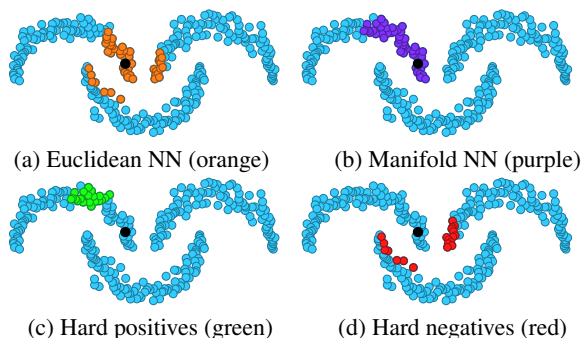 (a) Euclidean NN (orange)
(b) Manifold NN (purple)
(c) Hard positives (green)
(d) Hard negatives (red)